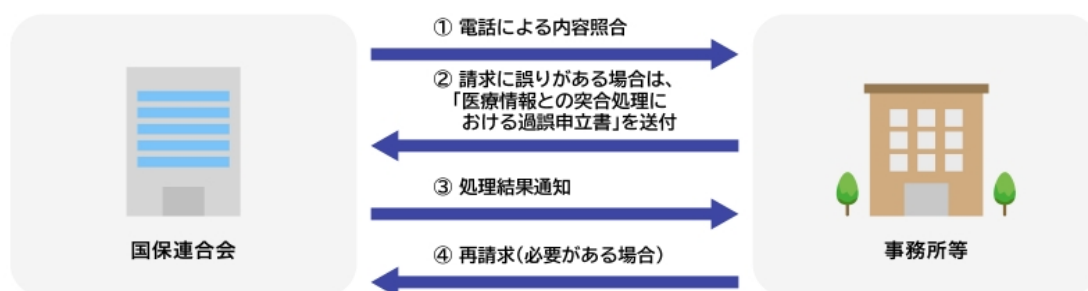 ① 電話による内容照合
② 請求に誤りがある場合は、
「医療情報との突合処理に
おける過誤申立書」を送付
③ 処理結果通知
④ 再請求(必要がある場合)
国保連合会
事務所等